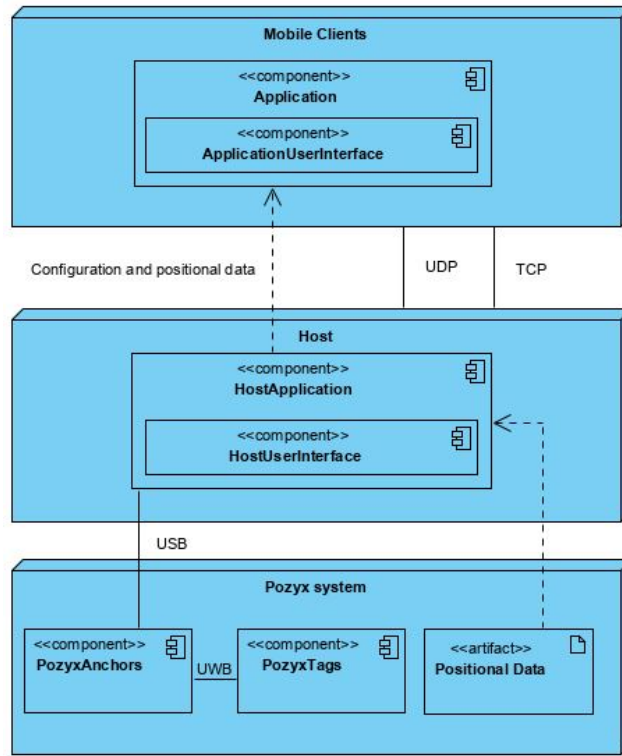 Mobile Clients
<<component>>
Application
<<component>>
ApplicationUserInterface
Configuration and positional data
UDP
TCP
Host
<<component>>
HostApplication
<<component>>
HostUserInterface
USB
Pozyx system
<<component>>
PozyxAnchors
UWB
<<component>>
PozyxTags
<<artifact>>
Positional Data